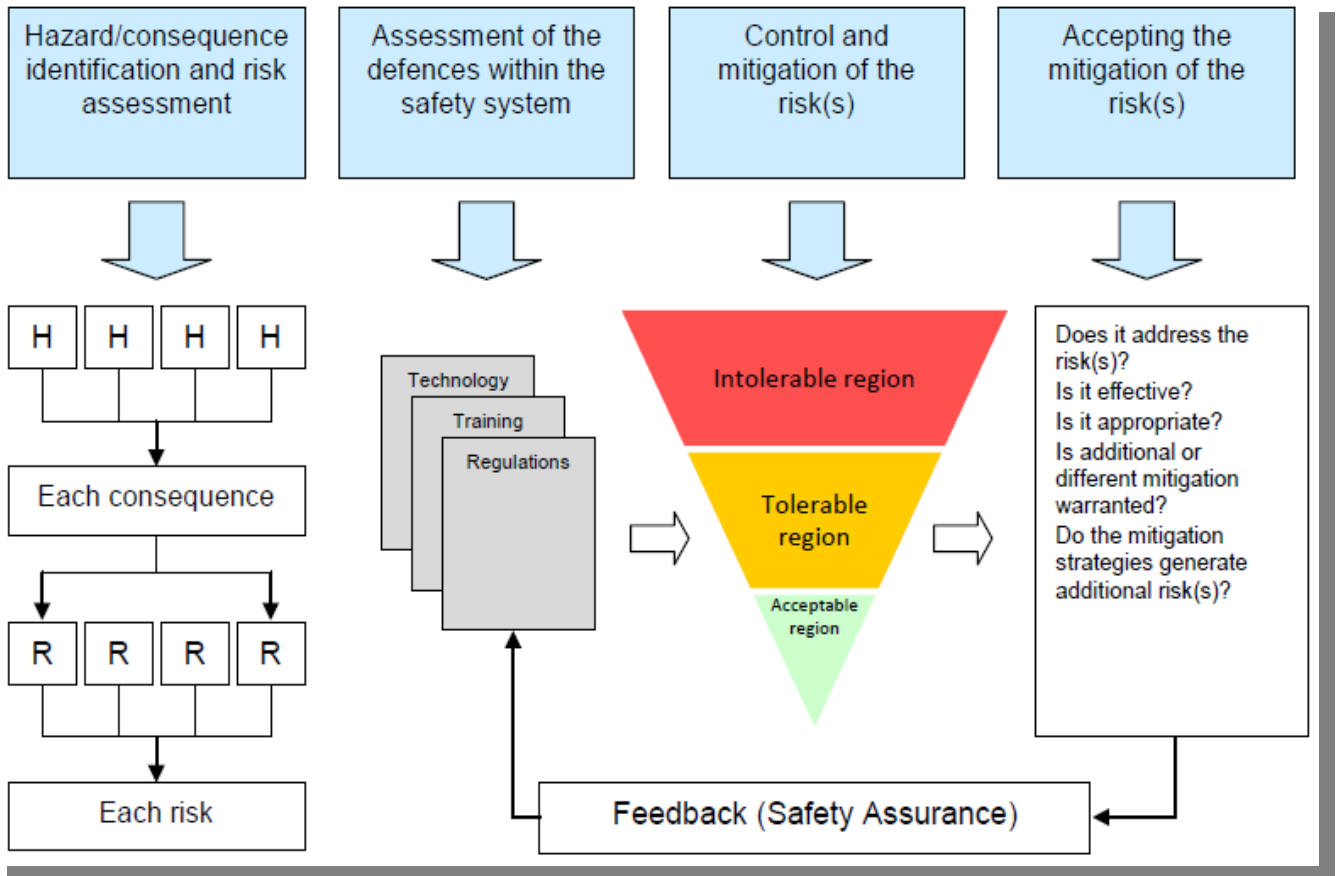 Hazard/consequence
identification and risk
assessment
Assessment of the
defences within the
safety system
Control and
mitigation of the
risk(s)
Accepting the
mitigation of the
risk(s)
H H H H
Each consequence
R R R R
Each risk
Technology
Training
Regulations
Intolerable region
Tolerable
region
Acceptable
region
Does it address the
risk(s)?
Is it effective?
Is it appropriate?
Is additional or
different mitigation
warranted?
Do the mitigation
strategies generate
additional risk(s)?
Feedback (Safety Assurance)